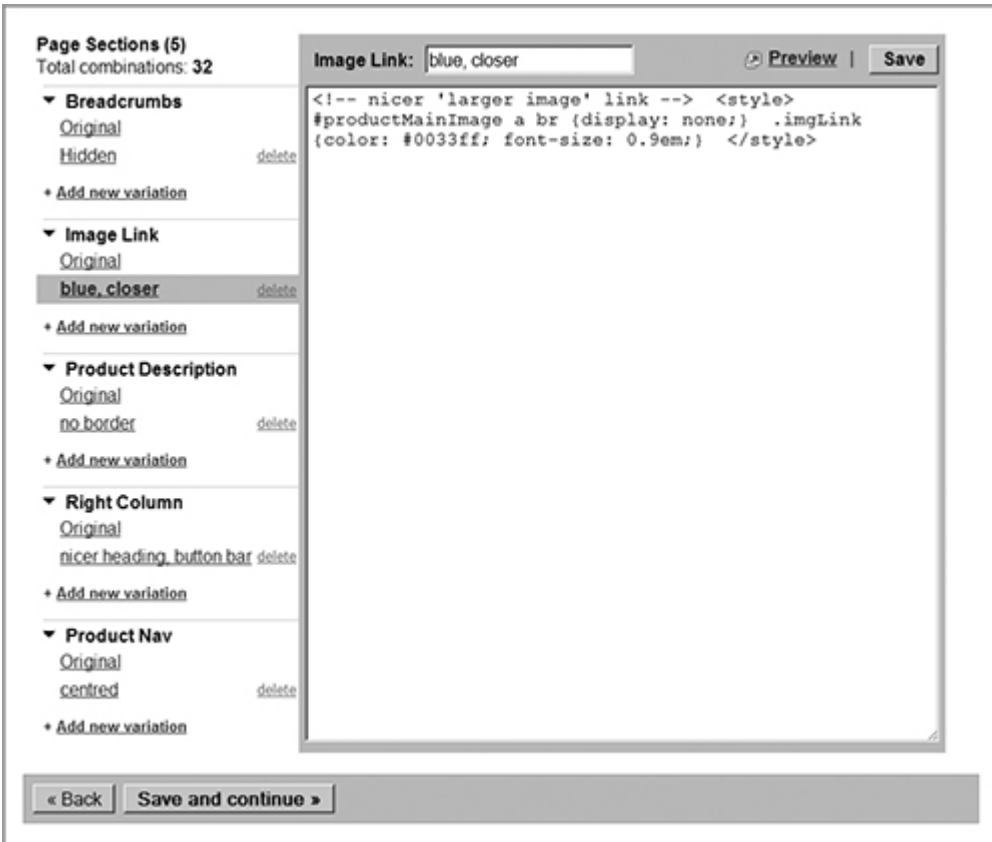 Page Sections (5)
Total combinations: 32
Breadcrumbs
Original
Hidden delete
+ Add new variation
Image Link
Original
blue, closer delete
+ Add new variation
Product Description
Original
no border delete
+ Add new variation
Right Column
Original
nicer heading, button bar delete
+ Add new variation
Product Nav
Original
centred delete
+ Add new variation
Image Link: blue, closer Preview | Save
<!-- nicer 'larger image' link --> <style>
#productMainImage a br {display: none;} .imgLink
{color: #0033ff; font-size: 0.9em;} </style>
« Back Save and continue »